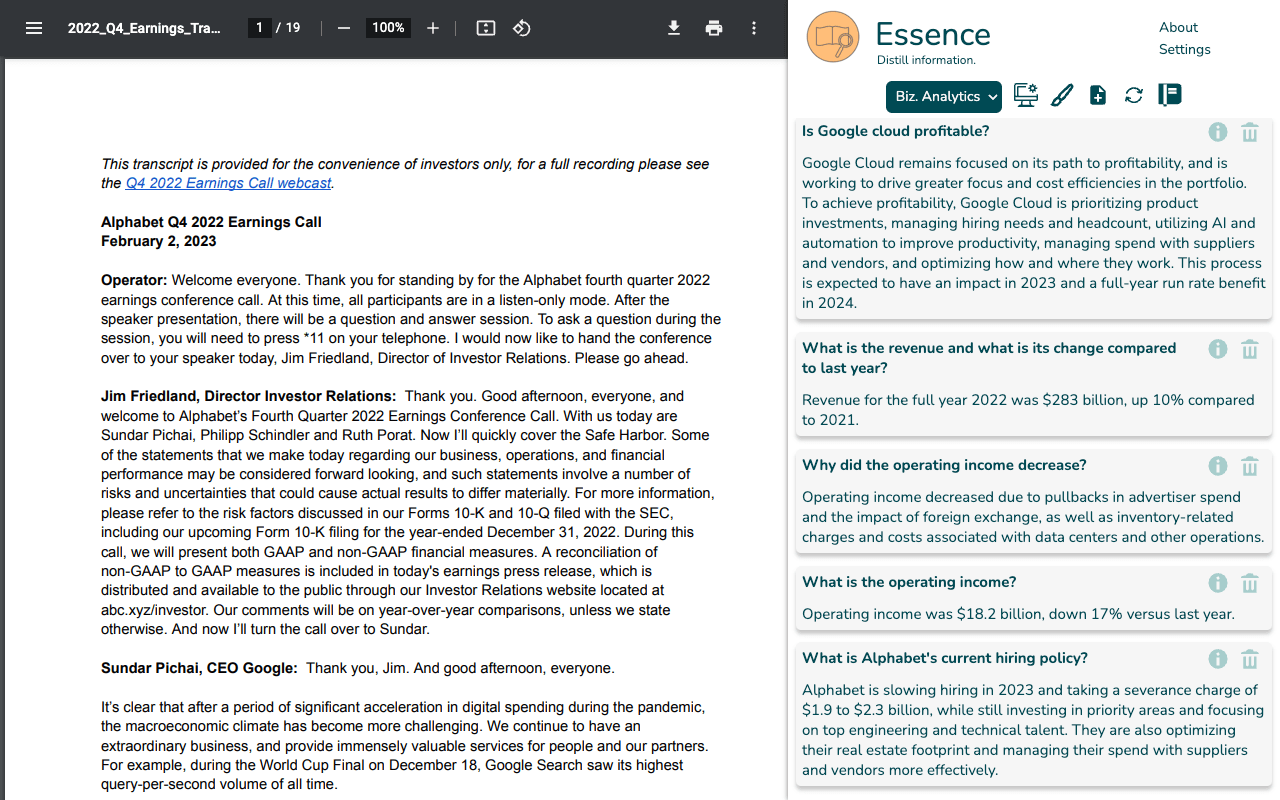 2022_Q4_Earnings_Tra...
1 / 19
100%
This transcript is provided for the convenience of investors only, for a full recording please see
the Q4 2022 Earnings Call webcast.
Alphabet Q4 2022 Earnings Call
February 2, 2023
Operator: Welcome everyone. Thank you for standing by for the Alphabet fourth quarter 2022
earnings conference call. At this time, all participants are in a listen-only mode. After the
speaker presentation, there will be a question and answer session. To ask a question during the
session, you will need to press *11 on your telephone. I would now like to hand the conference
over to your speaker today, Jim Friedland, Director of Investor Relations. Please go ahead.
Jim Friedland, Director Investor Relations: Thank you. Good afternoon, everyone, and
welcome to Alphabet's Fourth Quarter 2022 Earnings Conference Call. With us today are
Sundar Pichai, Philipp Schindler and Ruth Porat. Now I'll quickly cover the Safe Harbor. Some
of the statements that we make today regarding our business, operations, and financial
performance may be considered forward looking, and such statements involve a number of
risks and uncertainties that could cause actual results to differ materially. For more information,
please refer to the risk factors discussed in our Forms 10-K and 10-Q filed with the SEC,
including our upcoming Form 10-K filing for the year-ended December 31, 2022. During this
call, we will present both GAAP and non-GAAP financial measures. A reconciliation of
non-GAAP to GAAP measures is included in today's earnings press release, which is
distributed and available to the public through our Investor Relations website located at
abc.xyz/investor. Our comments will be on year-over-year comparisons, unless we state
otherwise. And now I'll turn the call over to Sundar.
Sundar Pichai, CEO Google: Thank you, Jim. And good afternoon, everyone.
It's clear that after a period of significant acceleration in digital spending during the pandemic,
the macroeconomic climate has become more challenging. We continue to have an
extraordinary business, and provide immensely valuable services for people and our partners.
For example, during the World Cup Final on December 18, Google Search saw its highest
query-per-second volume of all time.
Essence
Distill information.
About
Settings
Biz. Analytics
Is Google cloud profitable?
Google Cloud remains focused on its path to profitability, and is
working to drive greater focus and cost efficiencies in the portfolio.
To achieve profitability, Google Cloud is prioritizing product
investments, managing hiring needs and headcount, utilizing AI and
automation to improve productivity, managing spend with suppliers
and vendors, and optimizing how and where they work. This process
is expected to have an impact in 2023 and a full-year run rate benefit
in 2024.
What is the revenue and what is its change compared
to last year?
Revenue for the full year 2022 was $283 billion, up 10% compared
to 2021.
Why did the operating income decrease?
Operating income decreased due to pullbacks in advertiser spend
and the impact of foreign exchange, as well as inventory-related
charges and costs associated with data centers and other operations.
What is the operating income?
Operating income was $18.2 billion, down 17% versus last year.
What is Alphabet's current hiring policy?
Alphabet is slowing hiring in 2023 and taking a severance charge of
$1.9 to $2.3 billion, while still investing in priority areas and focusing
on top engineering and technical talent. They are also optimizing
their real estate footprint and managing their spend with suppliers
and vendors more effectively.